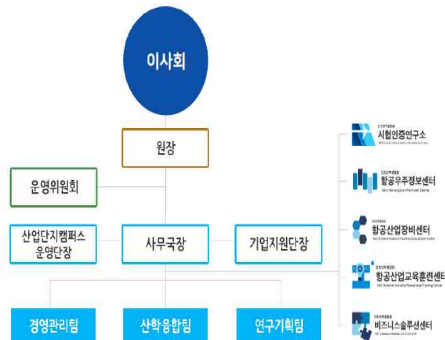 이사회
원장
운영위원회
산업단지캠퍼스
운영단장
사무국장
기업지원단장
경영관리팀
산학융합팀
연구기획팀
시험인증연구소
항공우주정보센터
항공산업장비센터
항공산업교육훈련센터
비즈니스솔루션센터